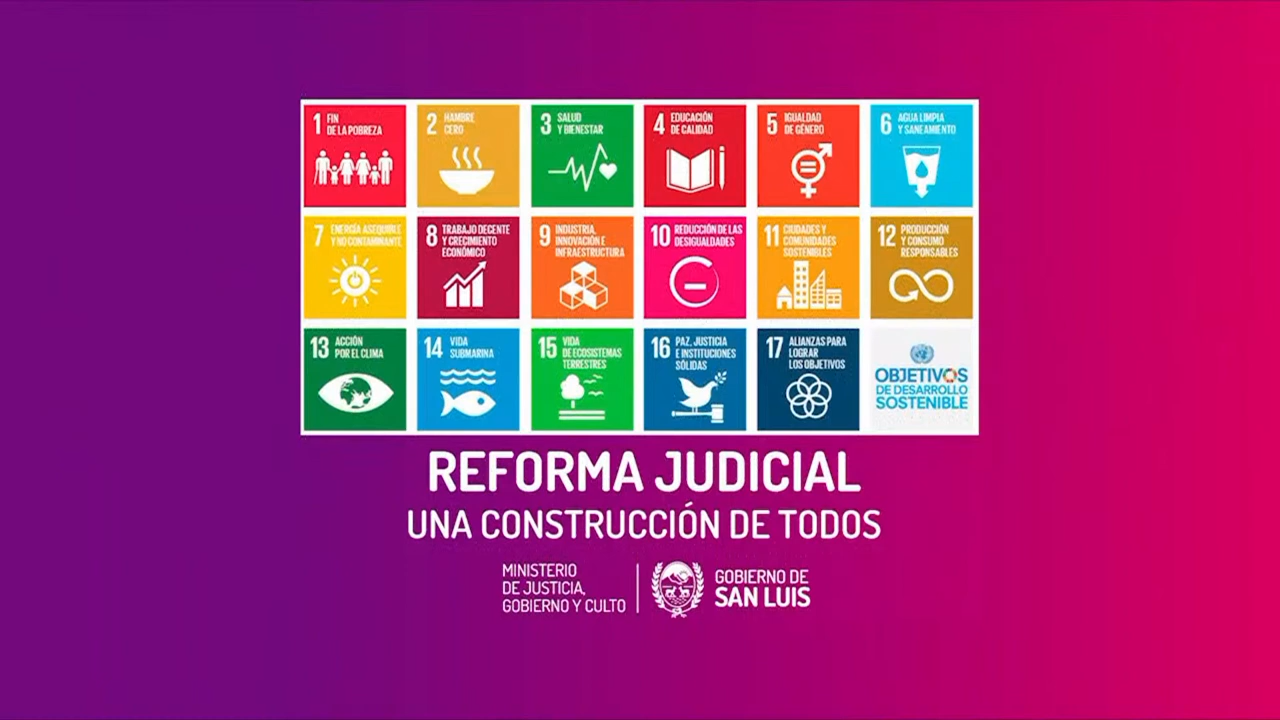 1 FIN
DE LA POBREZA
2 HAMBRE
CERO
3 SALUD
Y BIENESTAR
4 EDUCACIÓN
DE CALIDAD
5 IGUALDAD
DE GÉNERO
6 AGUA LIMPIA
Y SANEAMIENTO
7 ENERGÍA ASEQUIBLE
Y NO CONTAMINANTE
8 TRABAJO DECENTE
Y CRECIMIENTO
ECONÓMICO
9 INDUSTRIA,
INNOVACIÓN E
INFRAESTRUCTURA
10 REDUCCIÓN DE LAS
DESIGUALDADES
11 CIUDADES Y
COMUNIDADES
SOSTENIBLES
12 PRODUCCIÓN
Y CONSUMO
RESPONSABLES
13 ACCIÓN
POR EL CLIMA
14 VIDA
SUBMARINA
15 VIDA
DE ECOSISTEMAS
TERRESTRES
16 PAZ, JUSTICIA
E INSTITUCIONES
SÓLIDAS
17 ALIANZAS PARA
LOGRAR
LOS OBJETIVOS
OBJETIVOS
DE DESARROLLO
SOSTENIBLE
REFORMA JUDICIAL
UNA CONSTRUCCIÓN DE TODOS
MINISTERIO
DE JUSTICIA,
GOBIERNO Y CULTO
GOBIERNO DE
SAN LUIS